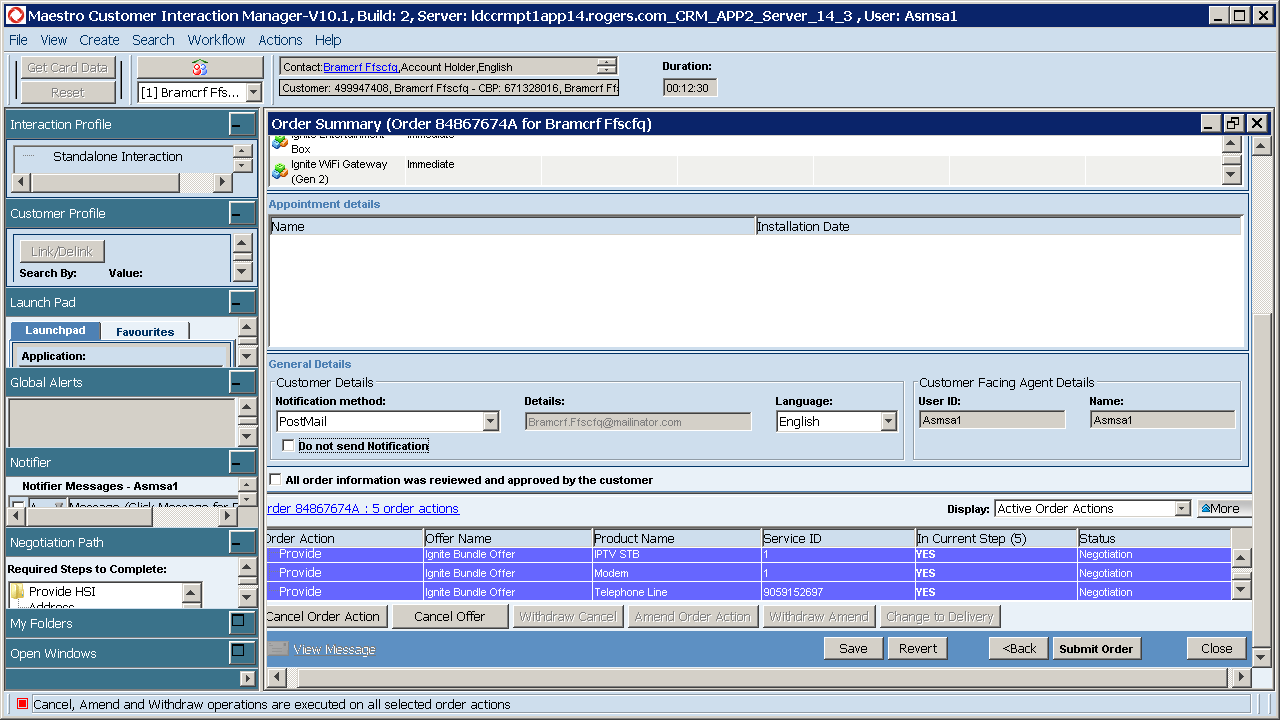 Maestro Customer Interaction Manager-V10.1, Build: 2, Server: ldccrmpt1app14.rogers.com_CRM_APP2_Server_14_3 , User: Asmsa1
File View Create Search Workflow Actions Help
Get Card Data
Reset
[1] Bramcrf Ffs...
Contact:Bramcrf Ffscfq,Account Holder,English
Customer: 499947408, Bramcrf Ffscfq - CBP: 671328016, Bramcrf Ff
Duration:
00:12:30
Interaction Profile
Standalone Interaction
Customer Profile
Link/Delink
Search By: Value:
Launch Pad
Launchpad Favourites
Application:
Global Alerts
Notifier
Notifier Messages - Asmsa1
Negotiation Path
Required Steps to Complete:
Provide HSI
Address
My Folders
Open Windows
Order Summary (Order 84867674A for Bramcrf Ffscfq)
Ignite Entertainment Immediate
Box
Ignite WiFi Gateway Immediate
(Gen 2)
Appointment details
Name Installation Date
General Details
Customer Details
Notification method: Details: Language:
PostMail Bramcrf.Ffscfq@mailinator.com English
Do not send Notification
Customer Facing Agent Details
User ID: Name:
Asmsa1 Asmsa1
All order information was reviewed and approved by the customer
rder 84867674A : 5 order actions
Display: Active Order Actions More
Order Action Offer Name Product Name Service ID In Current Step (5) Status
Provide Ignite Bundle Offer IPTV STB 1 YES Negotiation
Provide Ignite Bundle Offer Modem 1 YES Negotiation
Provide Ignite Bundle Offer Telephone Line 9059152697 YES Negotiation
Cancel Order Action Cancel Offer Withdraw Cancel Amend Order Action Withdraw Amend Change to Delivery
View Message Save Revert <Back Submit Order Close
Cancel, Amend and Withdraw operations are executed on all selected order actions